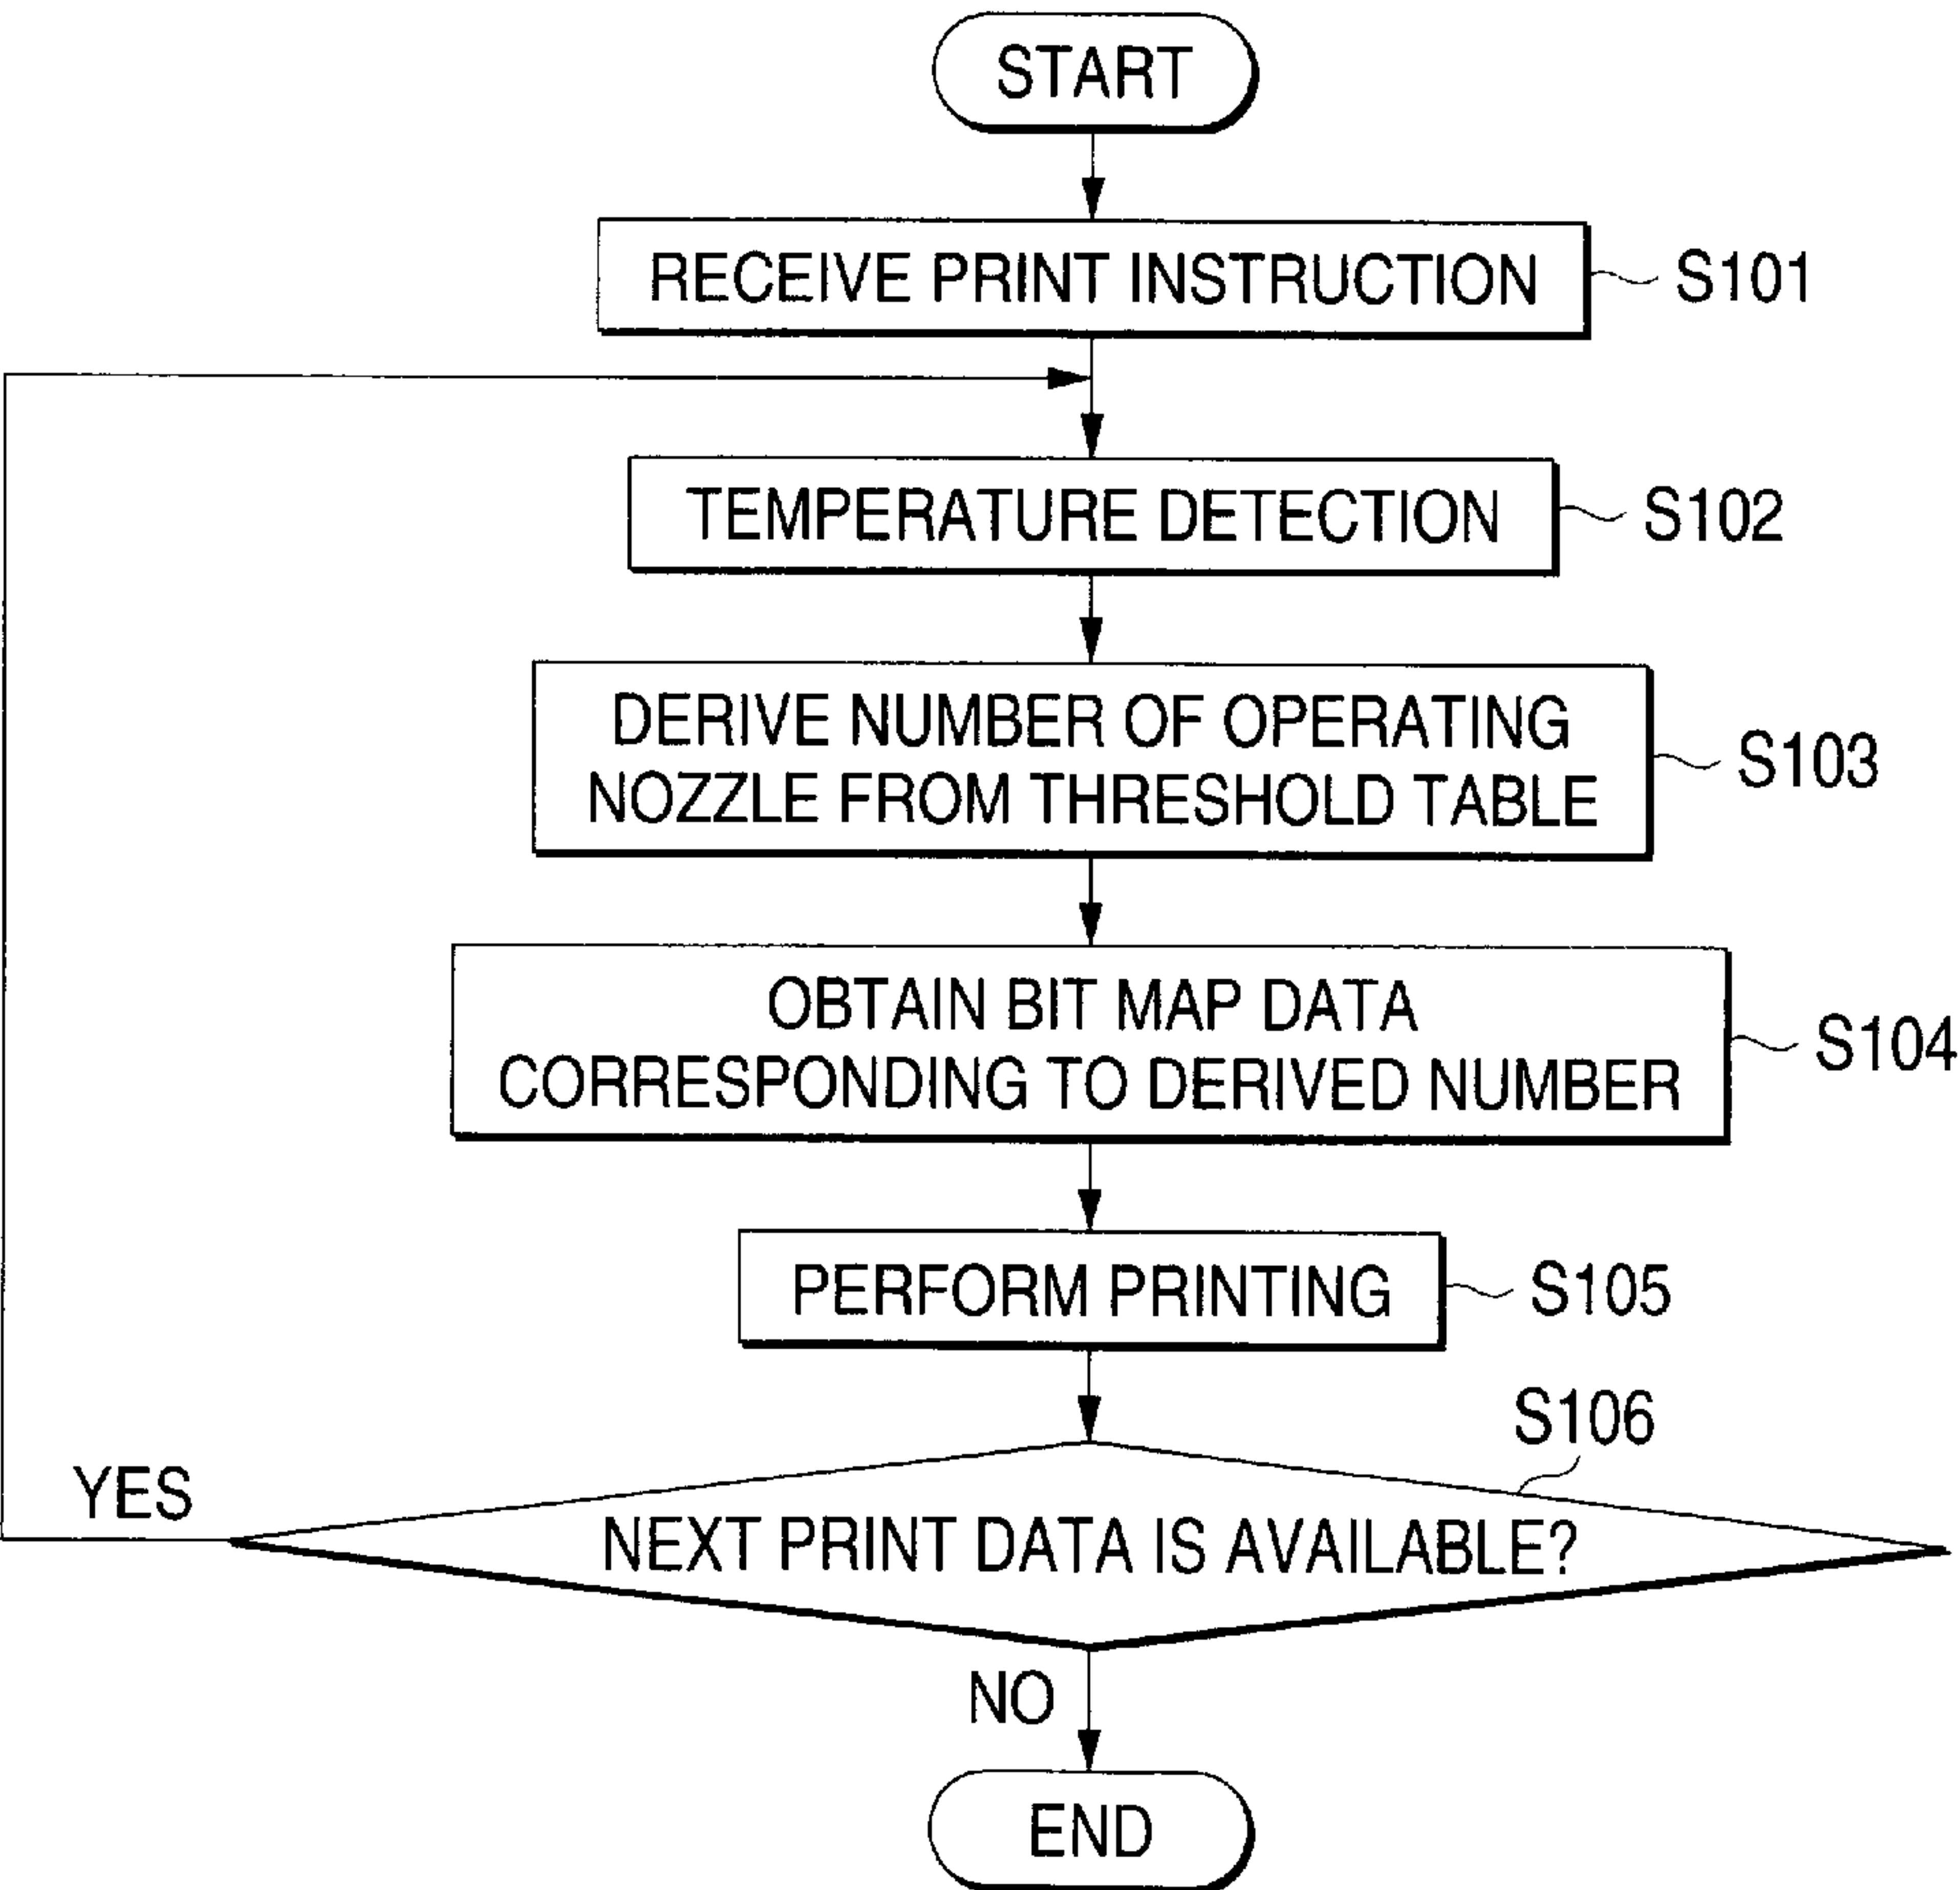 START
RECEIVE PRINT INSTRUCTION
S101
TEMPERATURE DETECTION
S102
DERIVE NUMBER OF OPERATING
NOZZLE FROM THRESHOLD TABLE
S103
OBTAIN BIT MAP DATA
CORRESPONDING TO DERIVED NUMBER
S104
PERFORM PRINTING
S105
S106
YES
NEXT PRINT DATA IS AVAILABLE?
NO
END